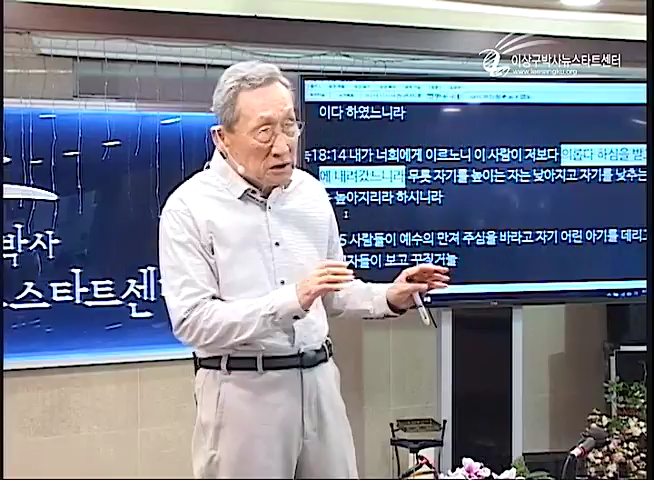 이상구박사뉴스타트센터
www.leesangku.org
이다 하였느니라
18:14 내가 너희에게 이르노니 이 사람이 저보다 의롭다 하심을 받
에 내려갔느니라 무릇 자기를 높이는 자는 낮아지고 자기를 낮추는
높아지리라 하시니라
5 사람들이 예수의 만져 주심을 바라고 자기 어린 아기를 데리고
자들이 보고 꾸짖거늘
박사
스타트센